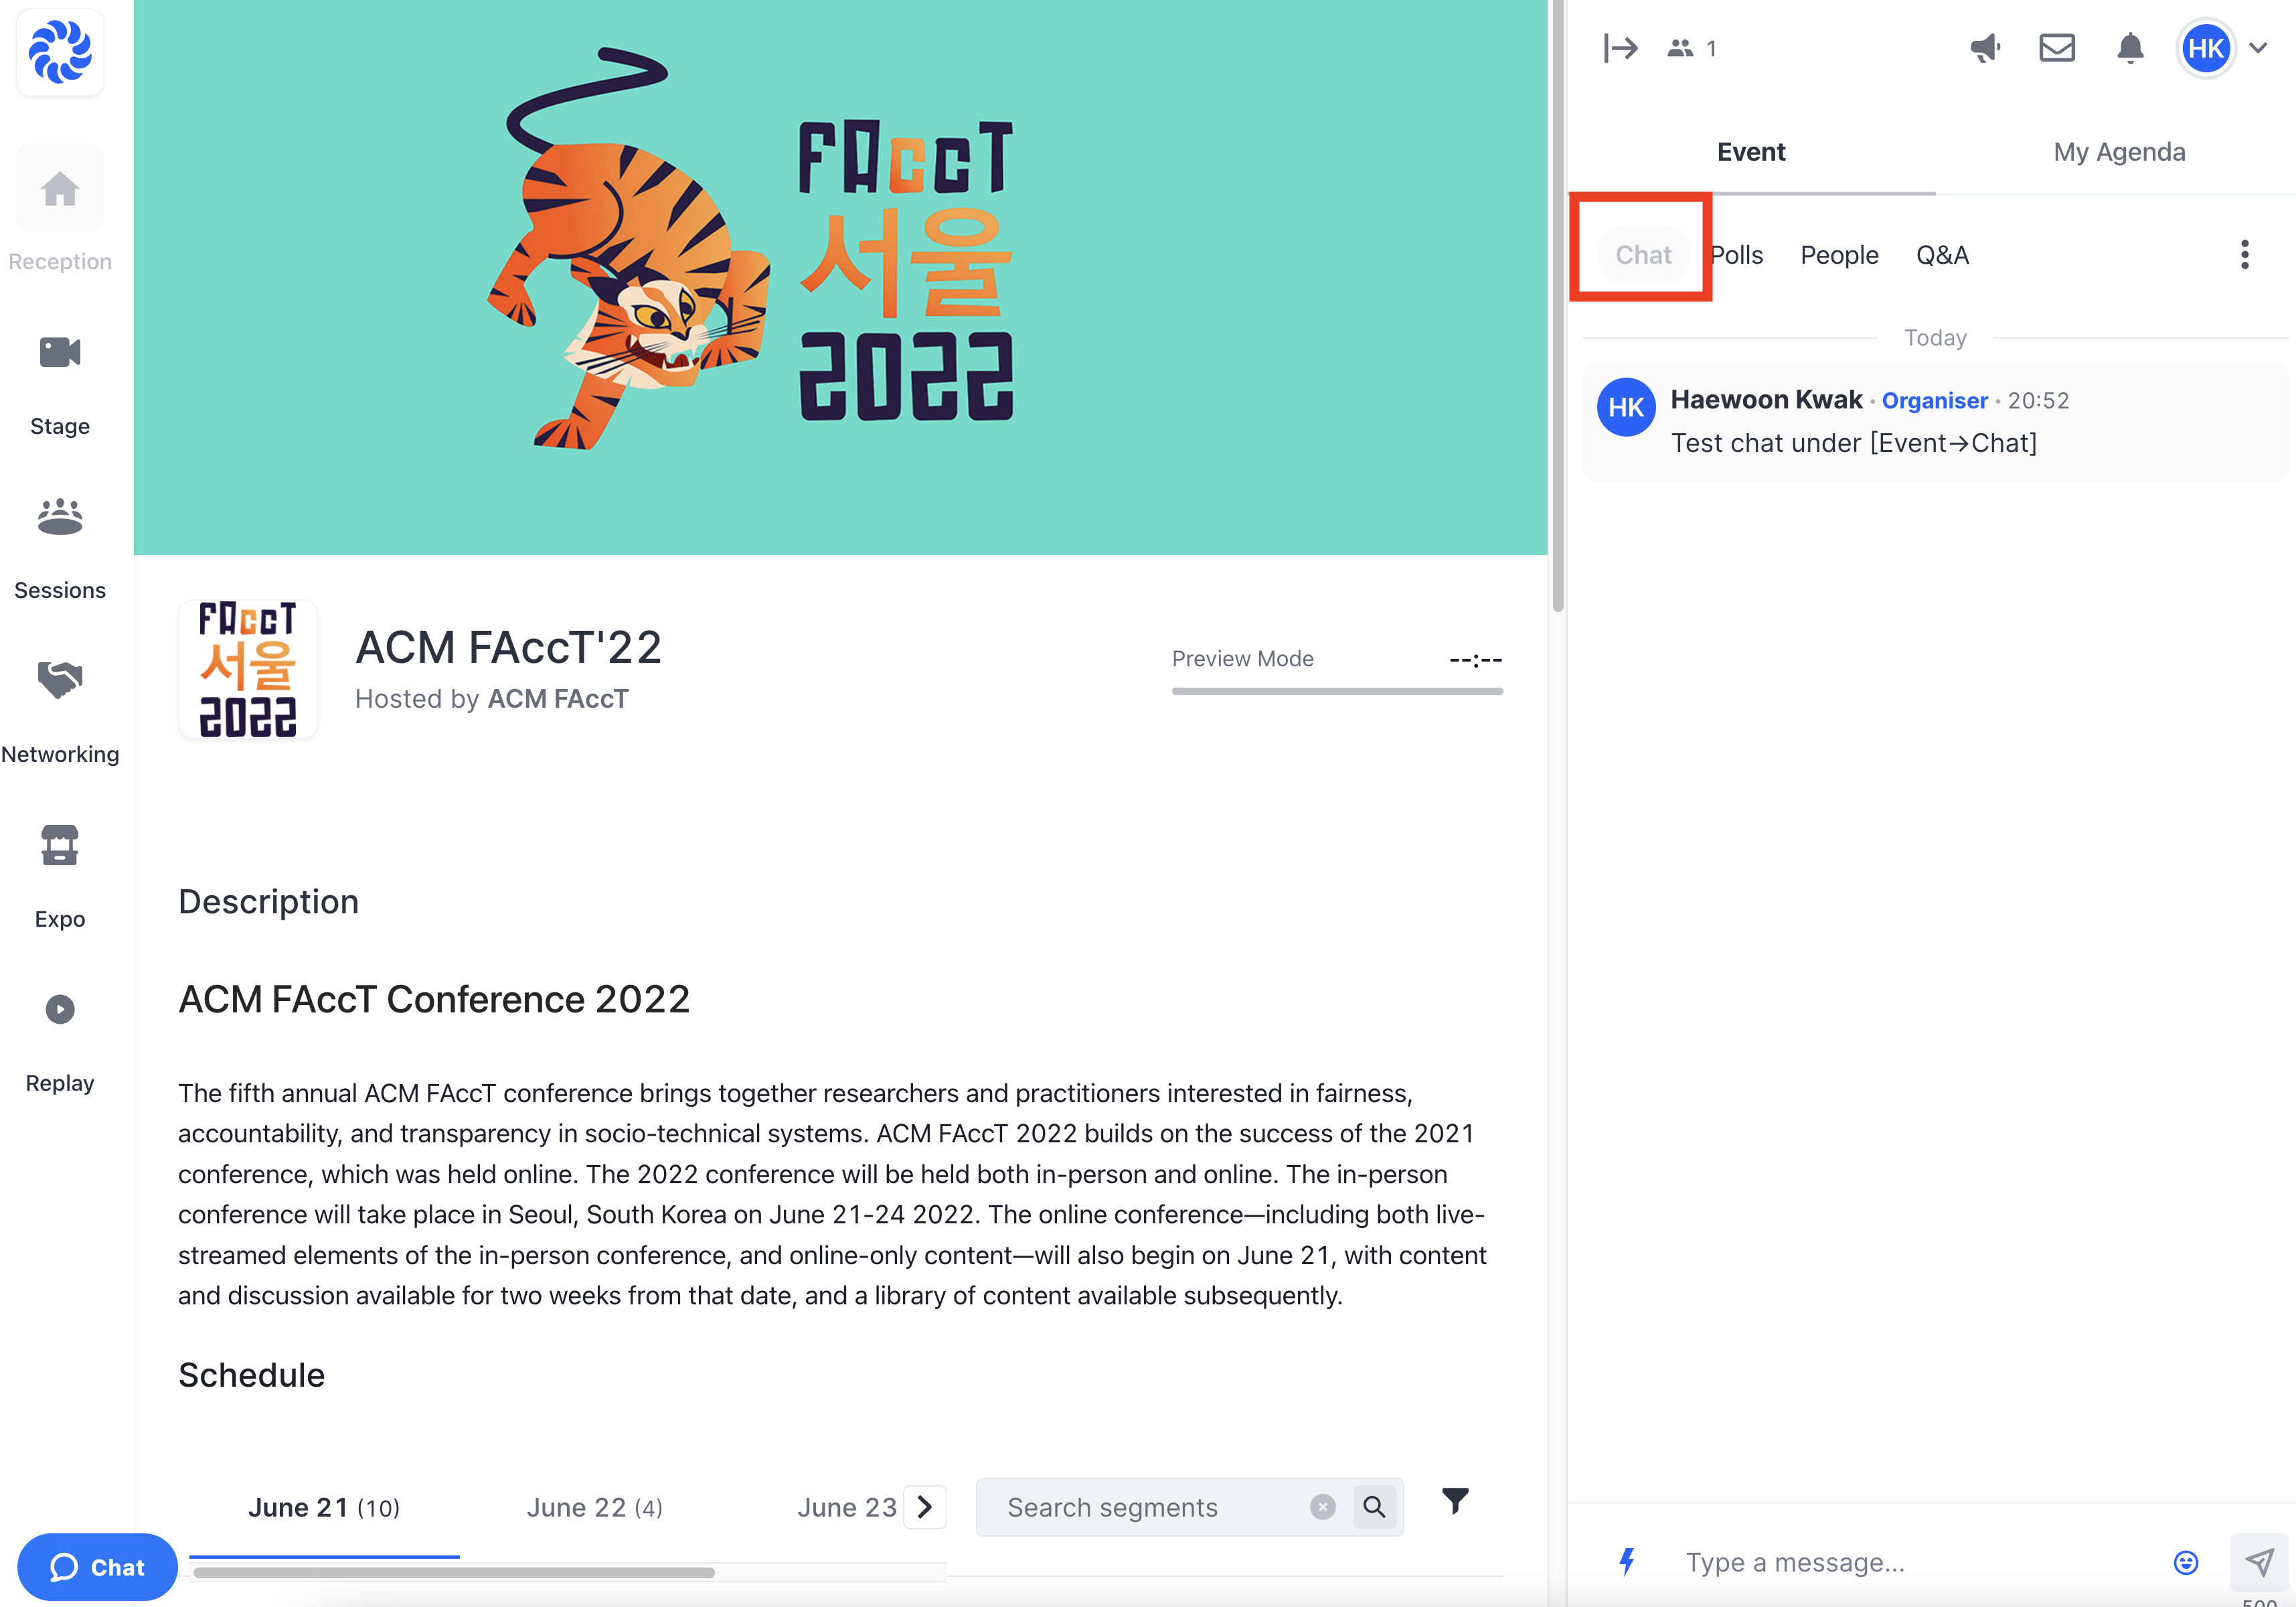 Reception
Stage
Sessions
Networking
Expo
Replay
Chat
FAccT
서울
2022
FAccT
서울
2022
ACM FAccT'22
Hosted by ACM FAccT
Preview Mode
--:--
Description
ACM FAccT Conference 2022
The fifth annual ACM FAccT conference brings together researchers and practitioners interested in fairness,
accountability, and transparency in socio-technical systems. ACM FAccT 2022 builds on the success of the 2021
conference, which was held online. The 2022 conference will be held both in-person and online. The in-person
conference will take place in Seoul, South Korea on June 21-24 2022. The online conference—including both live-
streamed elements of the in-person conference, and online-only content—will also begin on June 21, with content
and discussion available for two weeks from that date, and a library of content available subsequently.
Schedule
June 21 (10)
June 22 (4)
June 23
Search segments
1
HK
Event
My Agenda
Chat
Polls
People
Q&A
Today
HK
Haewoon Kwak • Organiser • 20:52
Test chat under [Event→Chat]
Type a message...